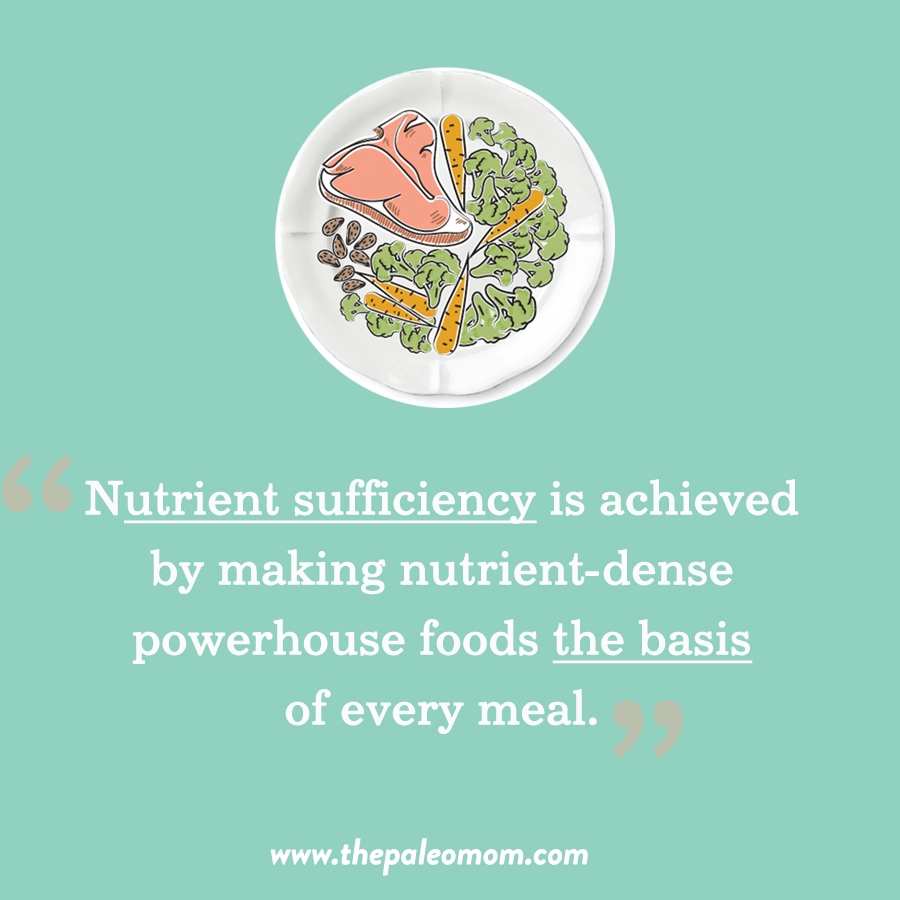 “Nutrient sufficiency is achieved
by making nutrient-dense
powerhouse foods the basis
of every meal.”
www.thepaleomom.com